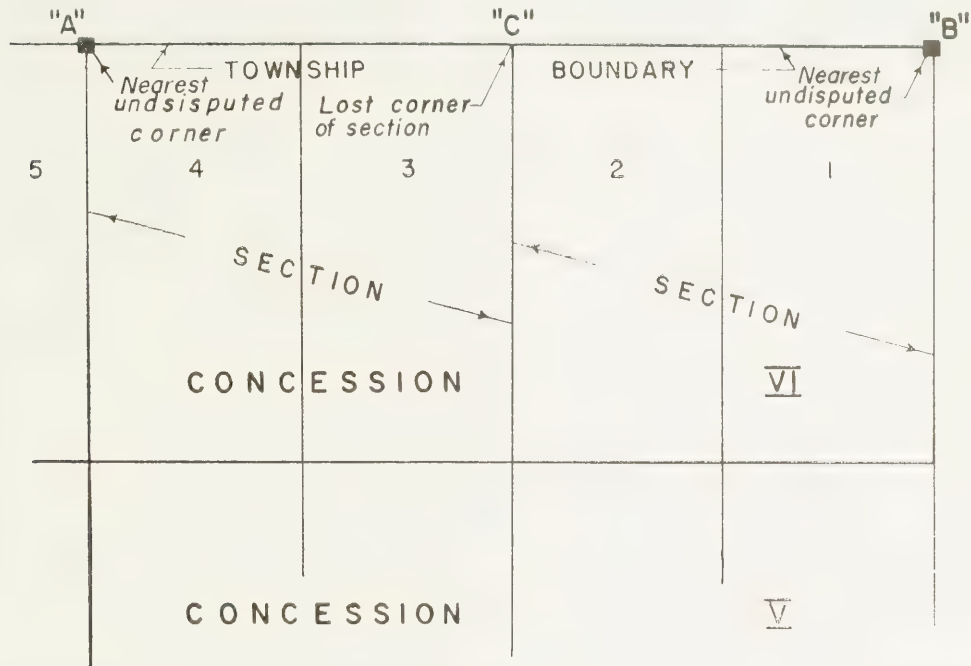 "A" "C" "B"
TOWNSHIP BOUNDARY
Nearest undsisputed corner
Lost corner of section
Nearest undisputed corner
5 4 3 2 1
SECTION SECTION
CONCESSION VI
CONCESSION V